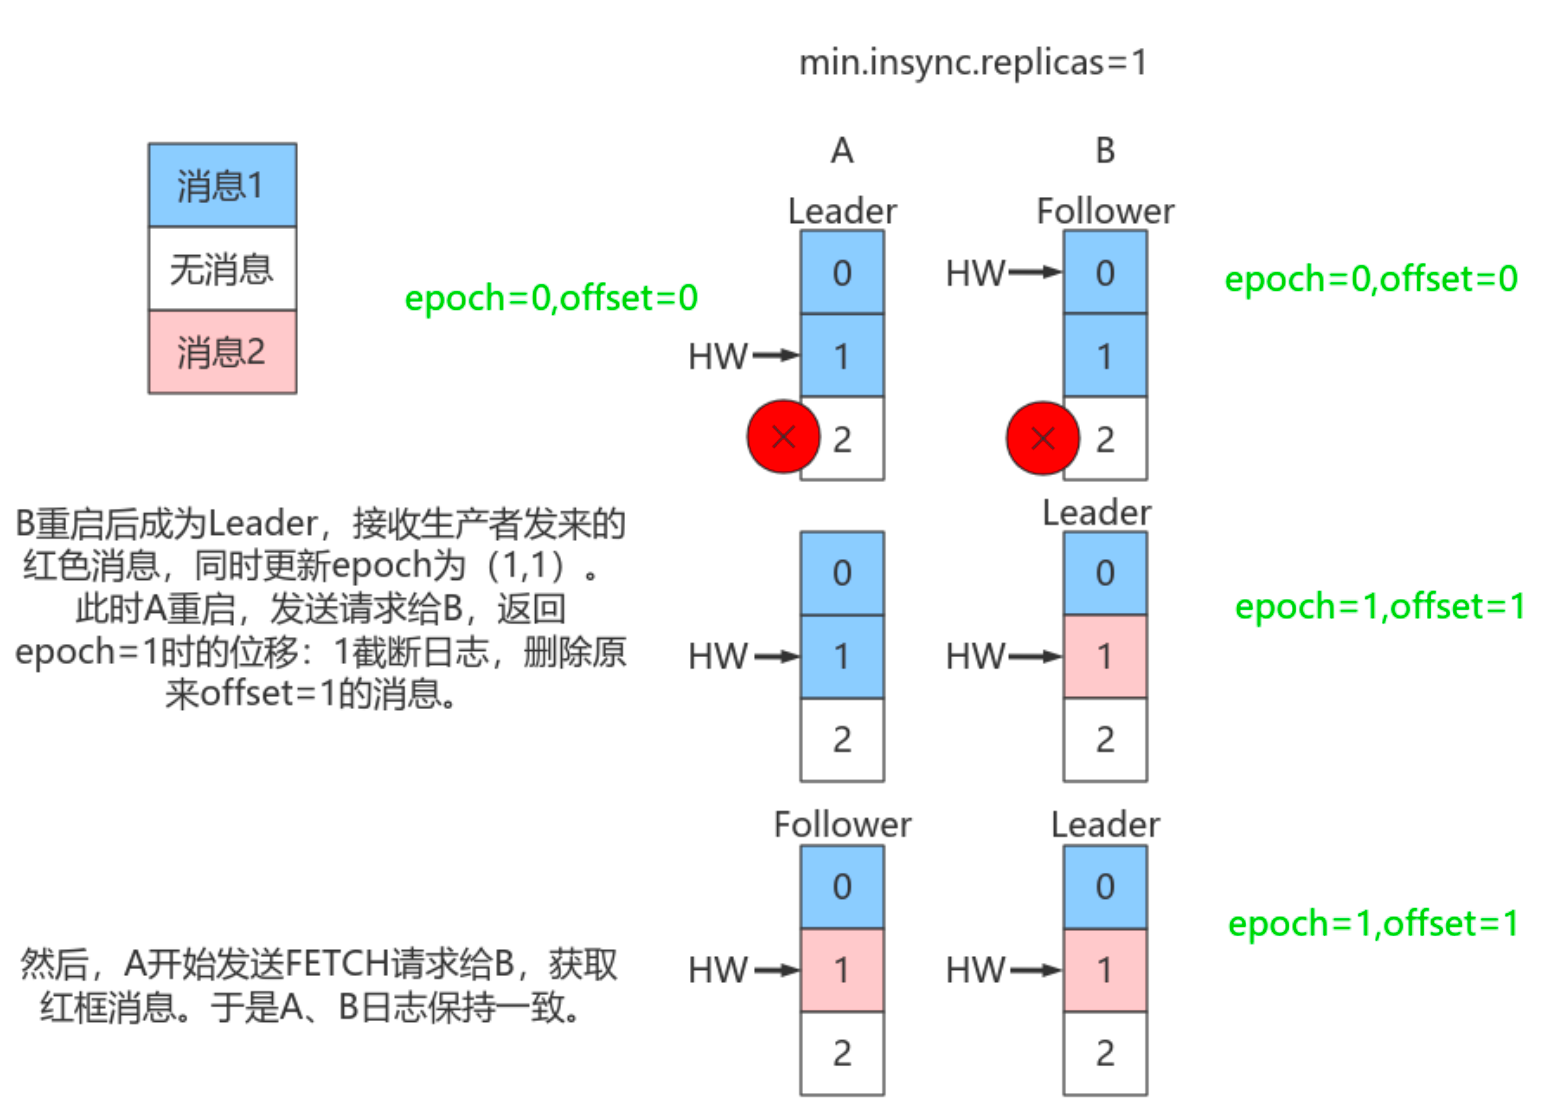 min.insync.replicas=1
消息1
无消息
消息2
A
B
Leader
Follower
epoch=0,offset=0
HW
0
1
2
HW
0
1
2
epoch=0,offset=0
B重启后成为Leader，接收生产者发来的
红色消息，同时更新epoch为（1,1）。
此时A重启，发送请求给B，返回
epoch=1时的位移：1截断日志，删除原
来offset=1的消息。
HW
0
1
2
Leader
HW
0
1
2
epoch=1,offset=1
然后，A开始发送FETCH请求给B，获取
红框消息。于是A、B日志保持一致。
Follower
HW
0
1
2
Leader
HW
0
1
2
epoch=1,offset=1